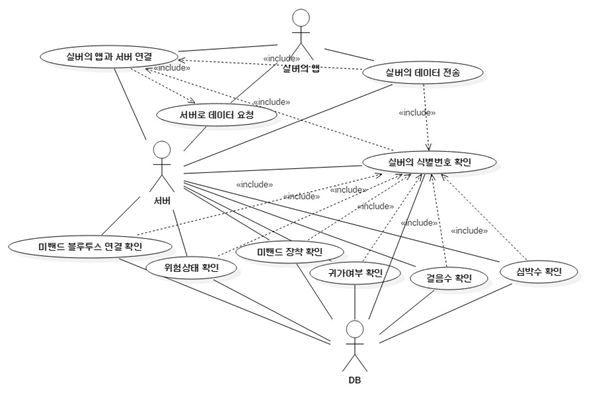 실버의 앱과 서버 연결
«include»
«include»
실버의 앱
실버의 데이터 전송
서버로 데이터 요청
«include»
«include»
실버의 식별번호 확인
서버
«include»
«include»
«include»
«include»
«include»
«include»
미밴드 블루투스 연결 확인
위험상태 확인
미밴드 장착 확인
귀가여부 확인
걸음수 확인
심박수 확인
DB